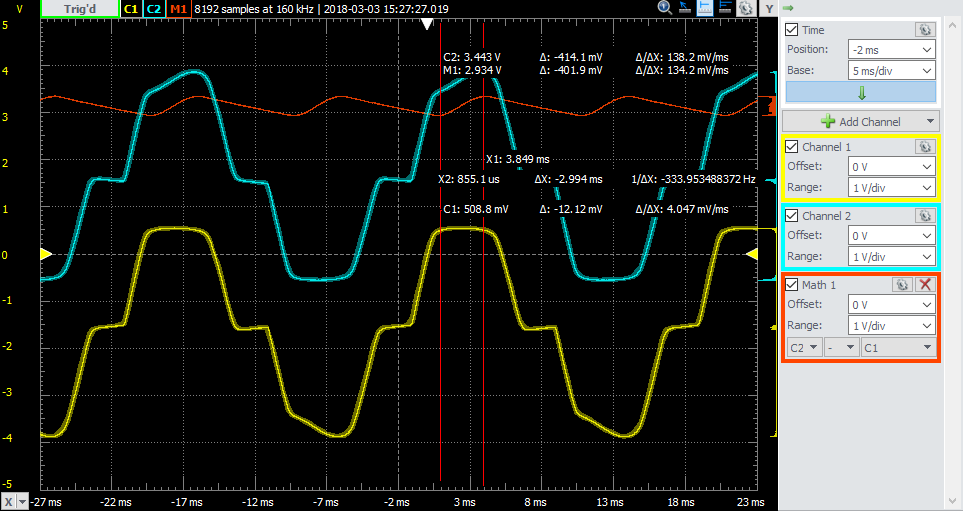 V Trig'd C1 C2 M1 8192 samples at 160 kHz | 2018-03-03 15:27:27.019 Y
5
4
3
2
1
0
-1
-2
-3
-4
-5
C2: 3.443 V Δ: -414.1 mV Δ/ΔX: 138.2 mV/ms
M1: 2.934 V Δ: -401.9 mV Δ/ΔX: 134.2 mV/ms
X1: 3.849 ms
X2: 855.1 us ΔX: -2.994 ms 1/ΔX: -333.953488372 Hz
C1: 508.8 mV Δ: -12.12 mV Δ/ΔX: 4.047 mV/ms
X -27 ms -22 ms -17 ms -12 ms -7 ms -2 ms 3 ms 8 ms 13 ms 18 ms 23 ms
Time
Position: -2 ms
Base: 5 ms/div
Add Channel
Channel 1
Offset: 0 V
Range: 1 V/div
Channel 2
Offset: 0 V
Range: 1 V/div
Math 1
Offset: 0 V
Range: 1 V/div
C2 - C1